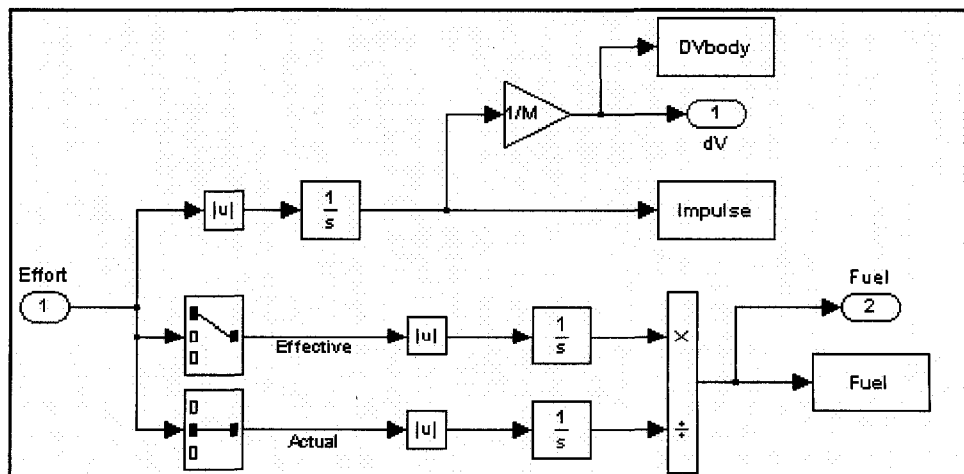 DVbody
1/M
1
dV
|u|
1
s
Impulse
Effort
1
Fuel
2
Effective
|u|
1
s
×
Fuel
Actual
|u|
1
s
÷